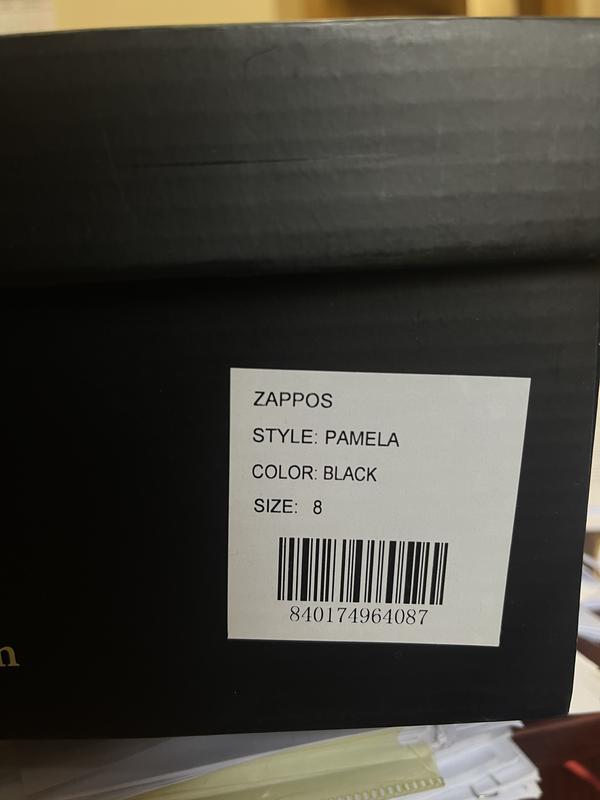 ZAPPOS
STYLE: PAMELA
COLOR: BLACK
SIZE: 8
840174964087
n